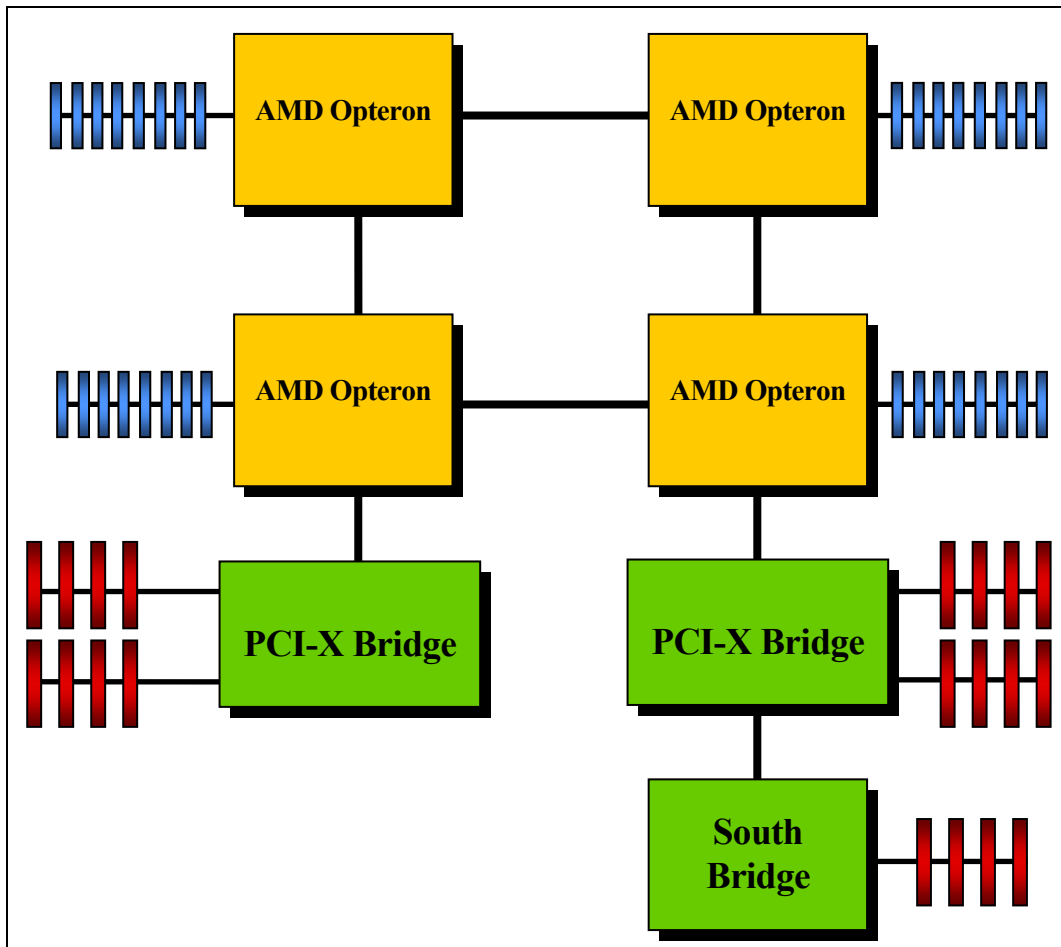 AMD Opteron
AMD Opteron
AMD Opteron
AMD Opteron
PCI-X Bridge
PCI-X Bridge
South
Bridge